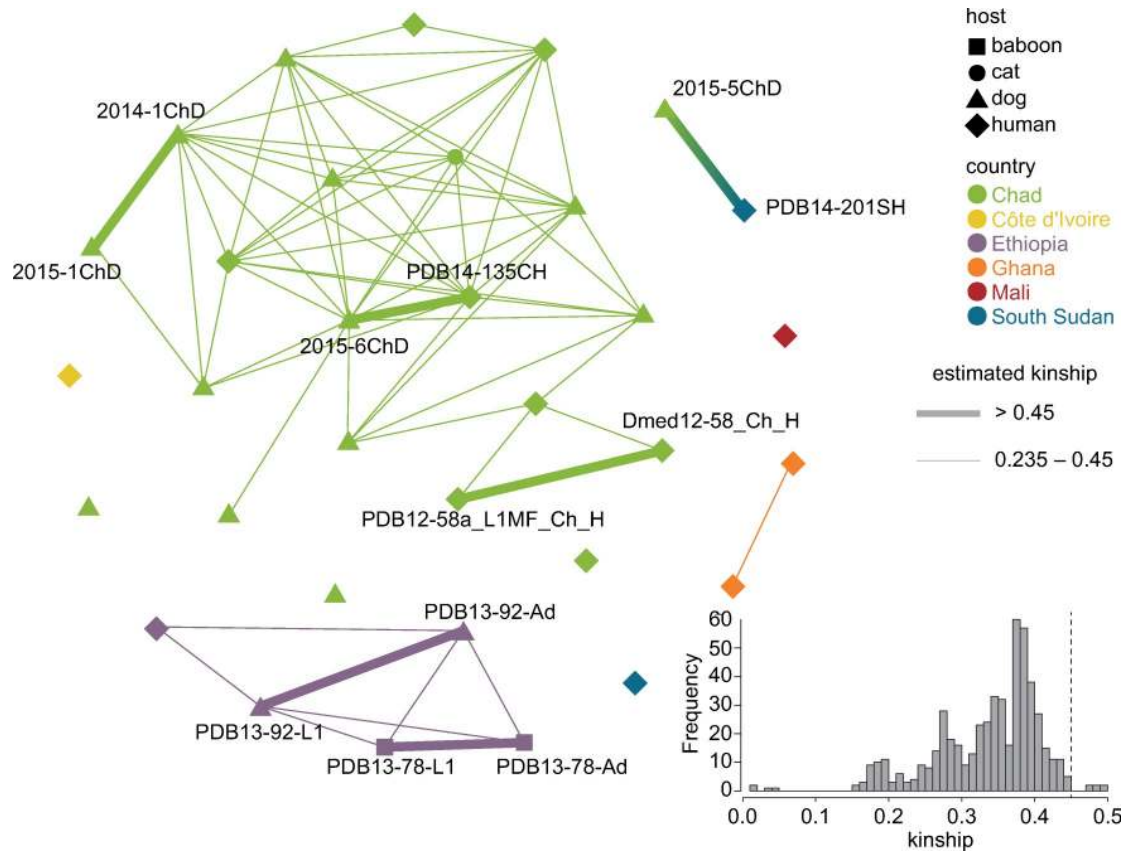 host
baboon
cat
dog
human
country
Chad
Côte d'Ivoire
Ethiopia
Ghana
Mali
South Sudan
estimated kinship
> 0.45
0.235 – 0.45
2014-1ChD
2015-5ChD
PDB14-201SH
2015-1ChD
PDB14-135CH
2015-6ChD
Dmed12-58_Ch_H
PDB12-58a_L1MF_Ch_H
PDB13-92-Ad
PDB13-92-L1
PDB13-78-L1
PDB13-78-Ad
Frequency
60
50
40
30
20
10
0
0.0 0.1 0.2 0.3 0.4 0.5
kinship